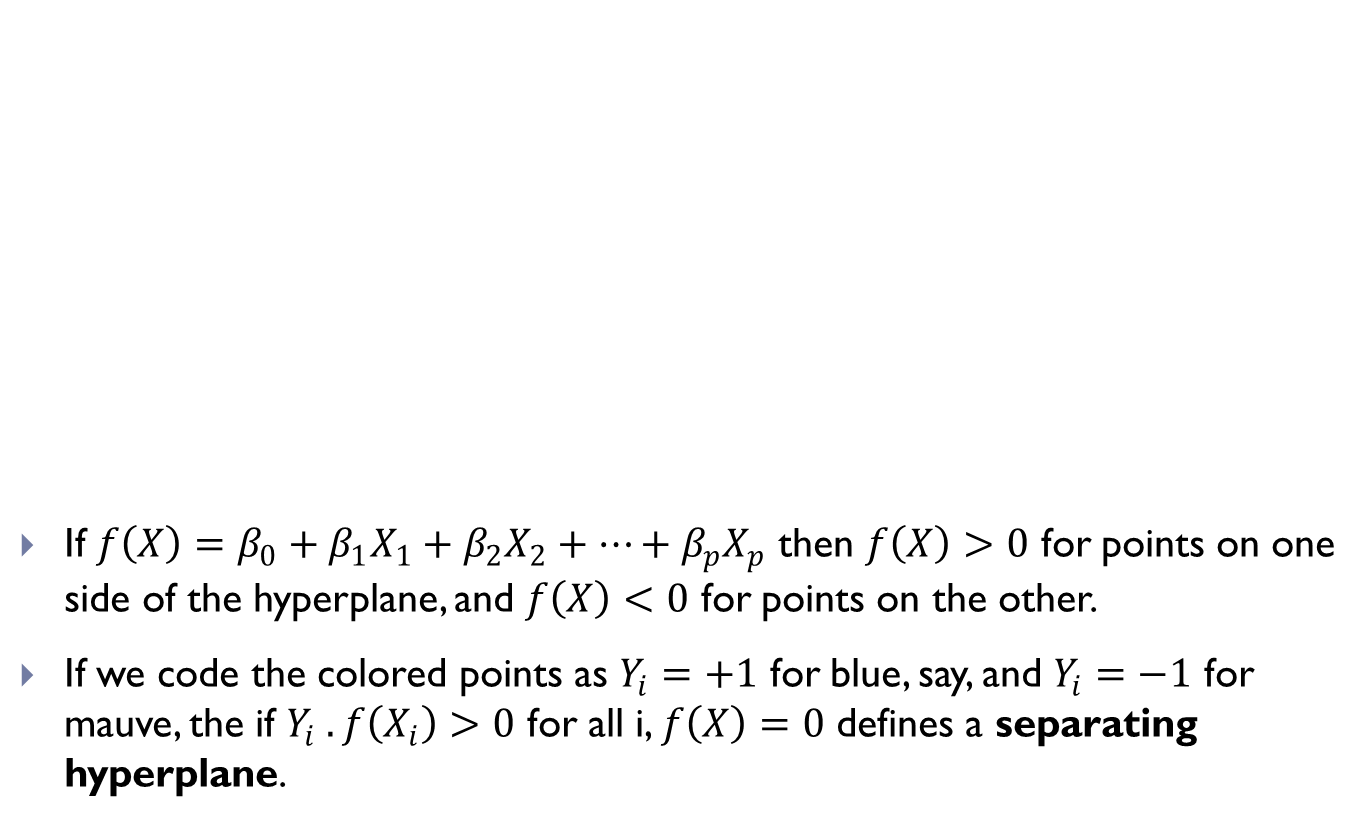 If f(X) = β₀ + β₁X₁ + β₂X₂ + ⋯ + βₚXₚ then f(X) > 0 for points on one
side of the hyperplane, and f(X) < 0 for points on the other.
If we code the colored points as Yᵢ = +1 for blue, say, and Yᵢ = −1 for
mauve, the if Yᵢ . f(Xᵢ) > 0 for all i, f(X) = 0 defines a separating
hyperplane.